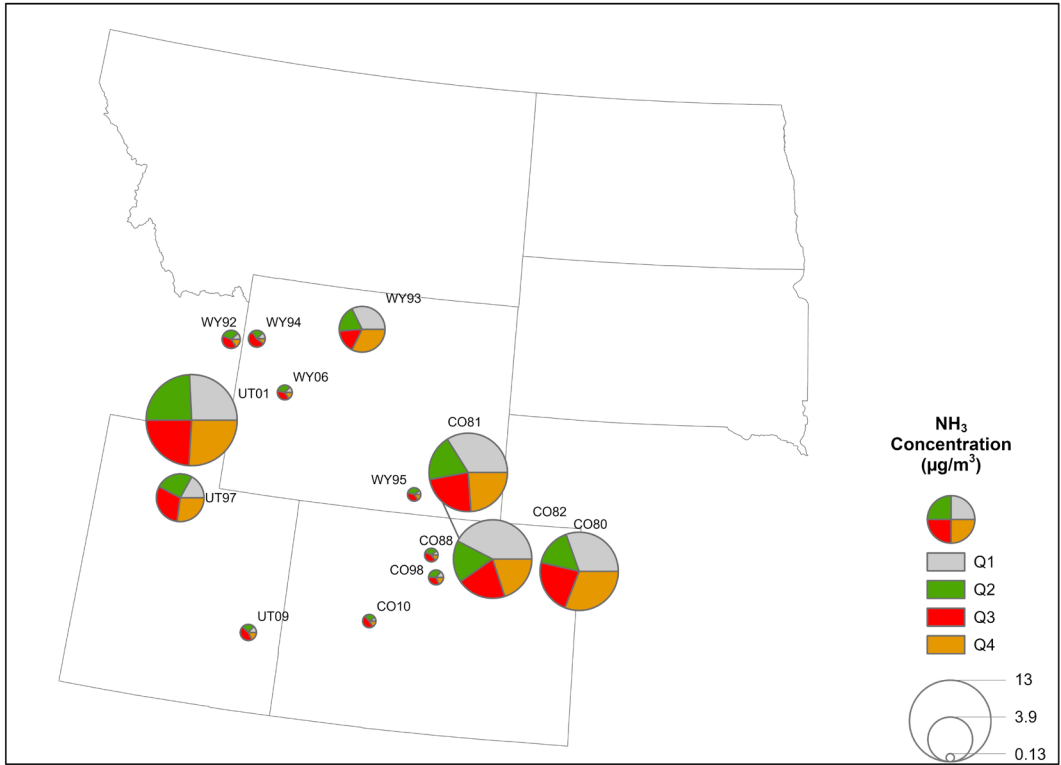 WY93
WY92
WY94
WY06
UT01
CO81
WY95
UT97
CO82
CO80
CO88
CO98
CO10
UT09
NH₃
Concentration
(µg/m³)
Q1
Q2
Q3
Q4
13
3.9
0.13